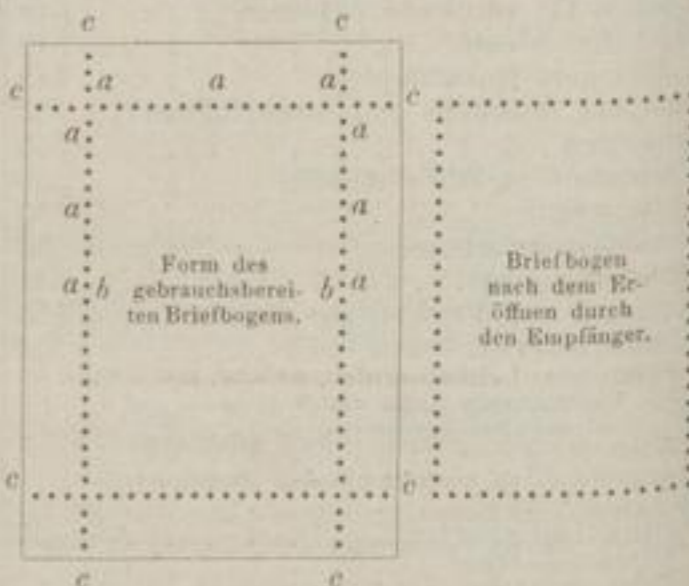 c c
c a a a c
a a
a a
a b b a
Form des
gebrauchsberei-
ten Briefbogens.
Briefbogen
nach dem Er-
öffnen durch
den Empfänger.
c c
c c